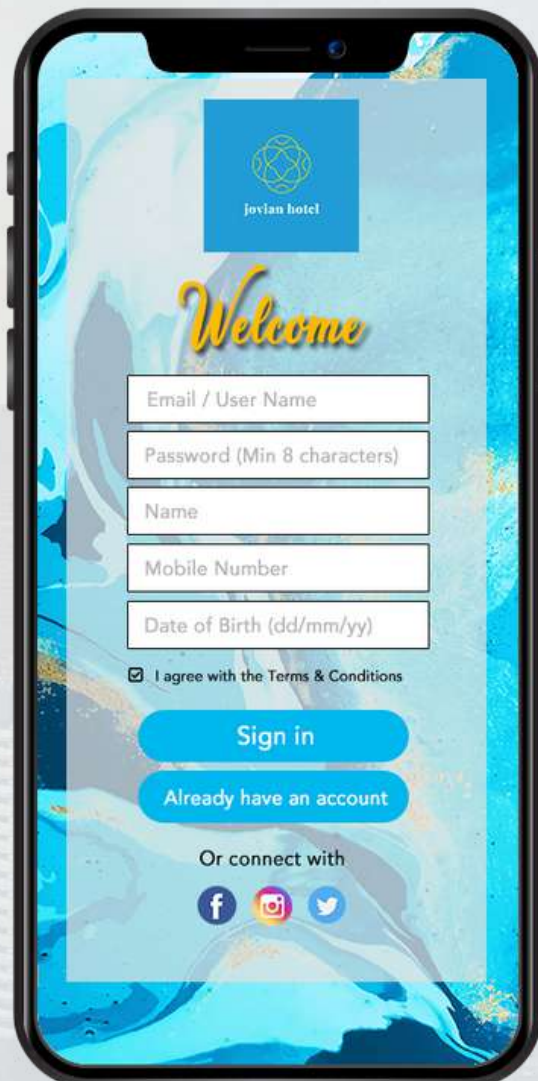 jovian hotel
Welcome
Email / User Name
Password (Min 8 characters)
Name
Mobile Number
Date of Birth (dd/mm/yy)
I agree with the Terms & Conditions
Sign in
Already have an account
Or connect with